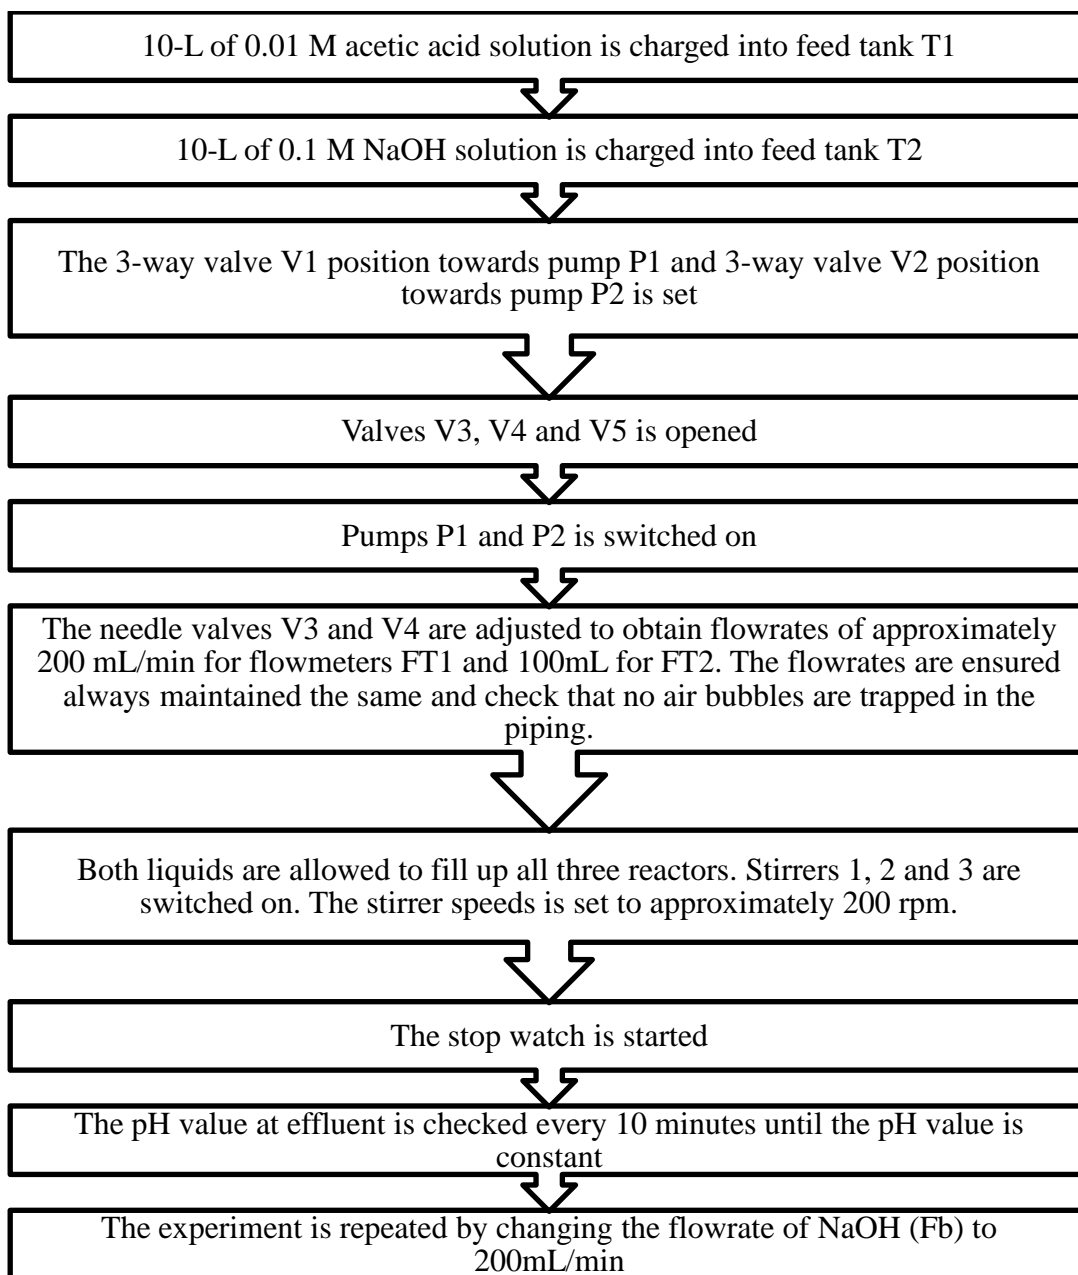 10-L of 0.01 M acetic acid solution is charged into feed tank T1
10-L of 0.1 M NaOH solution is charged into feed tank T2
The 3-way valve V1 position towards pump P1 and 3-way valve V2 position
towards pump P2 is set
Valves V3, V4 and V5 is opened
Pumps P1 and P2 is switched on
The needle valves V3 and V4 are adjusted to obtain flowrates of approximately
200 mL/min for flowmeters FT1 and 100mL for FT2. The flowrates are ensured
always maintained the same and check that no air bubbles are trapped in the
piping.
Both liquids are allowed to fill up all three reactors. Stirrers 1, 2 and 3 are
switched on. The stirrer speeds is set to approximately 200 rpm.
The stop watch is started
The pH value at effluent is checked every 10 minutes until the pH value is
constant
The experiment is repeated by changing the flowrate of NaOH (Fb) to
200mL/min